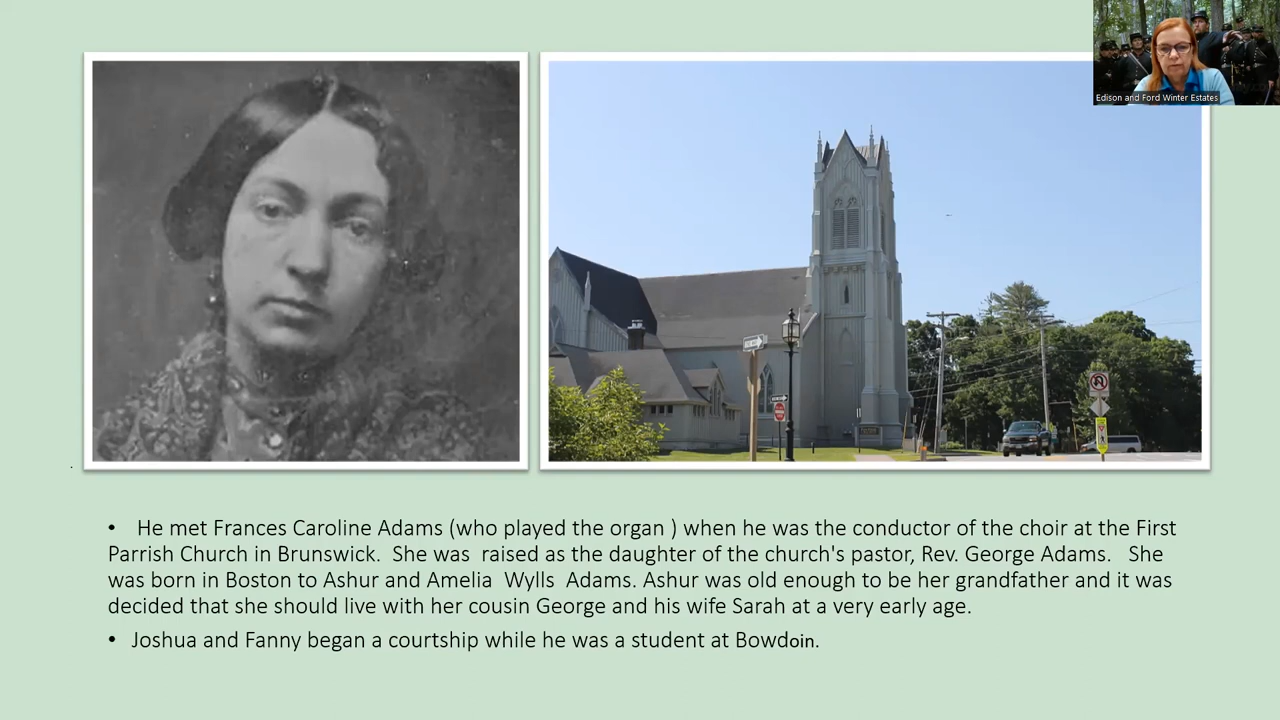 Edison and Ford Winter Estates
• He met Frances Caroline Adams (who played the organ ) when he was the conductor of the choir at the First
Parrish Church in Brunswick. She was raised as the daughter of the church's pastor, Rev. George Adams. She
was born in Boston to Ashur and Amelia Wylls Adams. Ashur was old enough to be her grandfather and it was
decided that she should live with her cousin George and his wife Sarah at a very early age.
• Joshua and Fanny began a courtship while he was a student at Bowdoin.